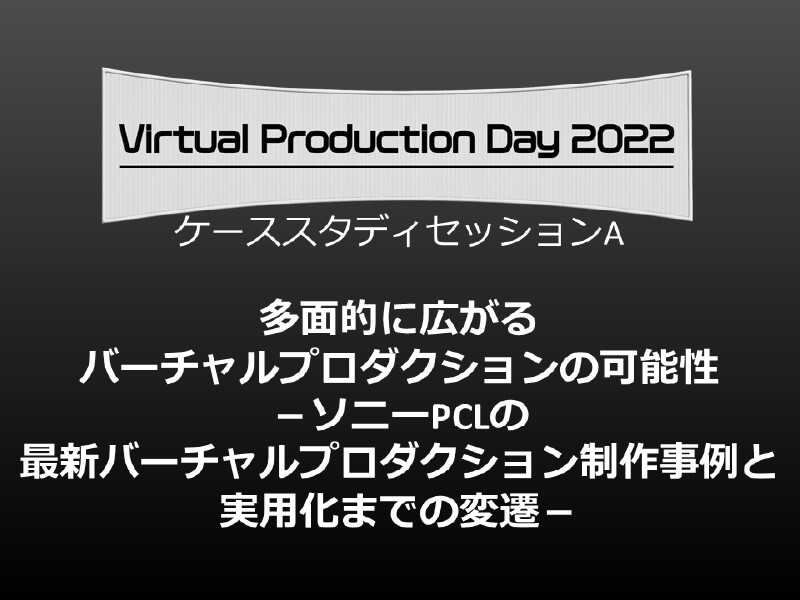 Virtual Production Day 2022
ケーススタディセッションA
多面的に広がる
バーチャルプロダクションの可能性
－ソニーPCLの
最新バーチャルプロダクション制作事例と
実用化までの変遷－